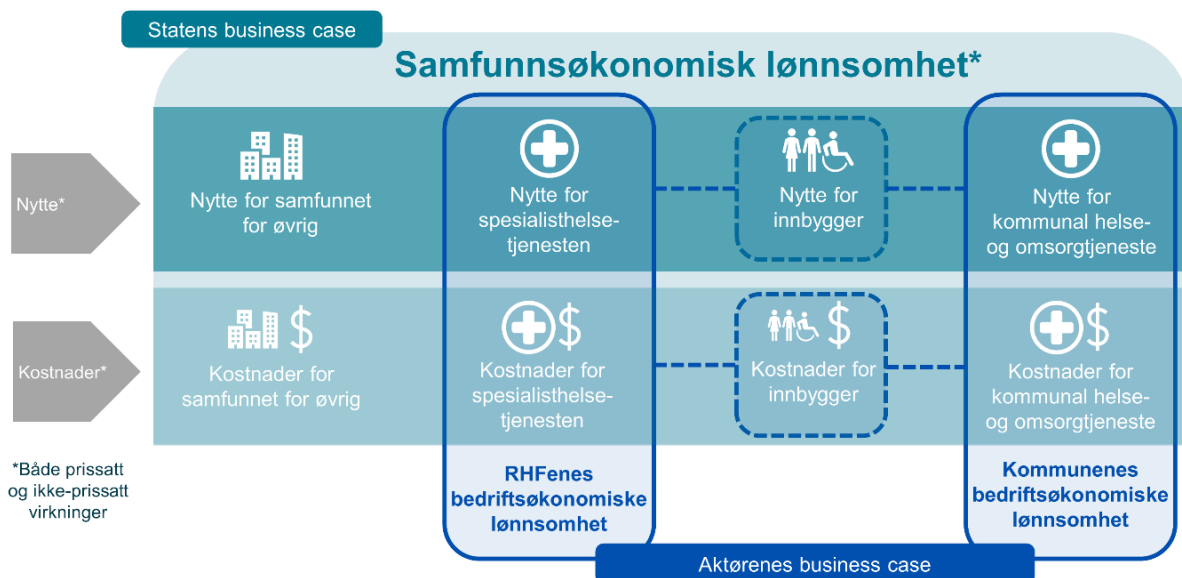 Statens business case
Samfunnsøkonomisk lønnsomhet*
Nytte*
Nytte for samfunnet
for øvrig
Nytte for
spesialisthelse-
tjenesten
Nytte for
innbygger
Nytte for
kommunal helse-
og omsorgtjeneste
Kostnader*
$
Kostnader for
samfunnet for øvrig
$
Kostnader for
spesialisthelse-
tjenesten
$
Kostnader for
innbygger
$
Kostnader for
kommunal helse-
og omsorgtjeneste
*Både prissatt
og ikke-prissatt
virkninger
RHFenes
bedriftsøkonomiske
lønnsomhet
Kommunenes
bedriftsøkonomiske
lønnsomhet
Aktørenes business case